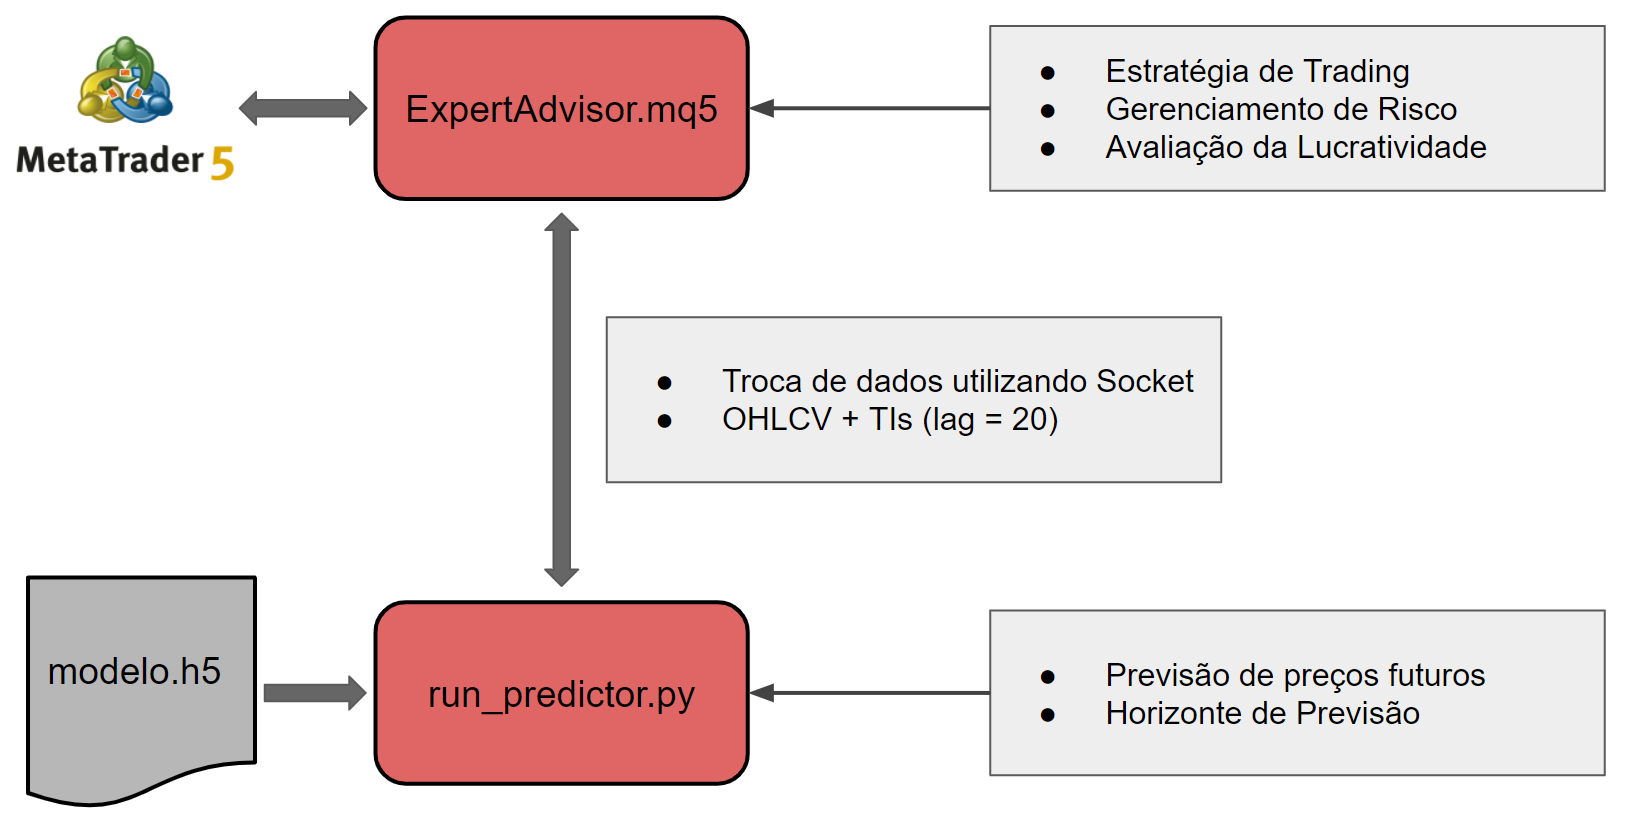 MetaTrader 5
ExpertAdvisor.mq5
● Estratégia de Trading
● Gerenciamento de Risco
● Avaliação da Lucratividade
● Troca de dados utilizando Socket
● OHLCV + TIs (lag = 20)
modelo.h5
run_predictor.py
● Previsão de preços futuros
● Horizonte de Previsão